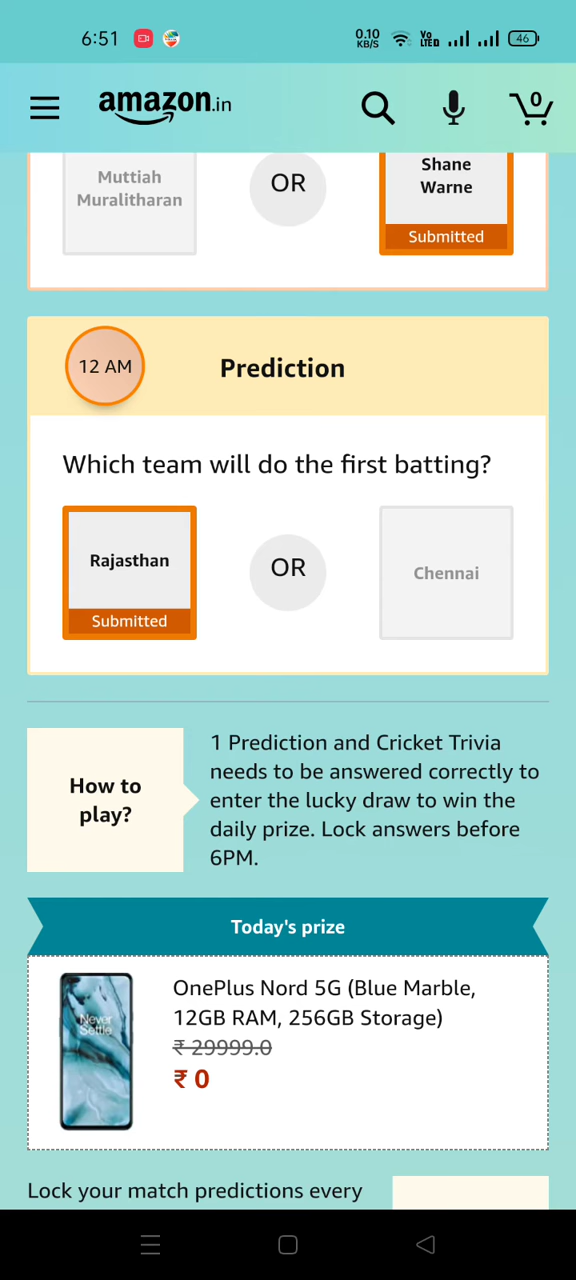 6:51
0.10
KB/S
Vo
LTE D
46
amazon.in
0
Muttiah
Muralitharan
OR
Shane
Warne
Submitted
12 AM
Prediction
Which team will do the first batting?
Rajasthan
Submitted
OR
Chennai
How to
play?
1 Prediction and Cricket Trivia
needs to be answered correctly to
enter the lucky draw to win the
daily prize. Lock answers before
6PM.
Today's prize
Never
Settle
OnePlus Nord 5G (Blue Marble,
12GB RAM, 256GB Storage)
₹ 29999.0
₹ 0
Lock your match predictions every